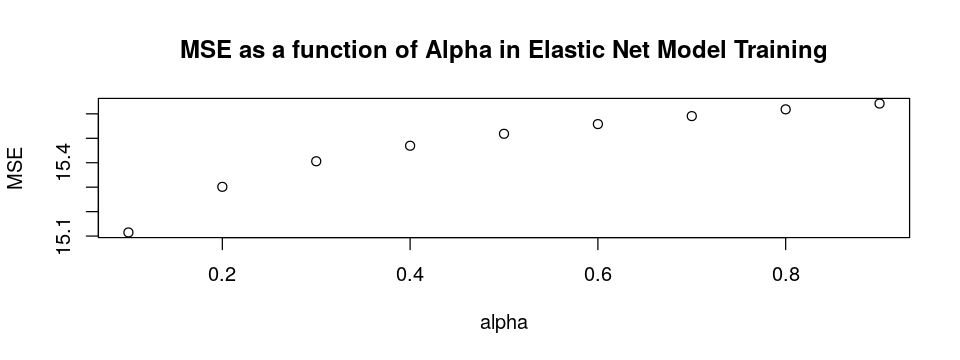 MSE as a function of Alpha in Elastic Net Model Training
MSE
15.4
15.1
0.2 0.4 0.6 0.8
alpha